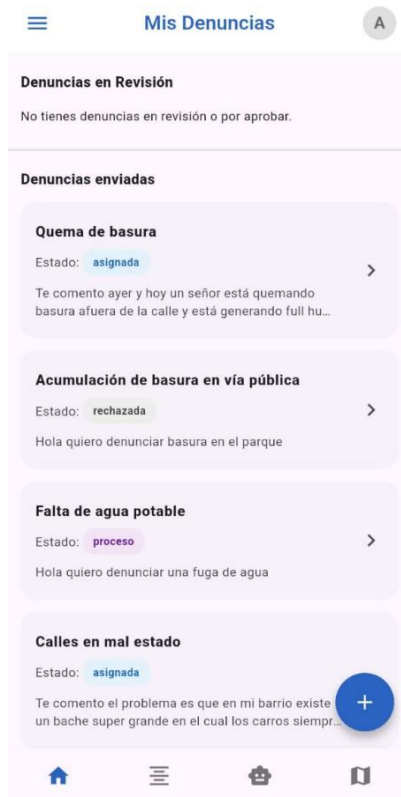 Mis Denuncias
A
Denuncias en Revisión
No tienes denuncias en revisión o por aprobar.
Denuncias enviadas
Quema de basura
Estado: asignada
Te comento ayer y hoy un señor está quemando
basura afuera de la calle y está generando full hu...
Acumulación de basura en vía pública
Estado: rechazada
Hola quiero denunciar basura en el parque
Falta de agua potable
Estado: proceso
Hola quiero denunciar una fuga de agua
Calles en mal estado
Estado: asignada
Te comento el problema es que en mi barrio existe
un bache super grande en el cual los carros siempr...